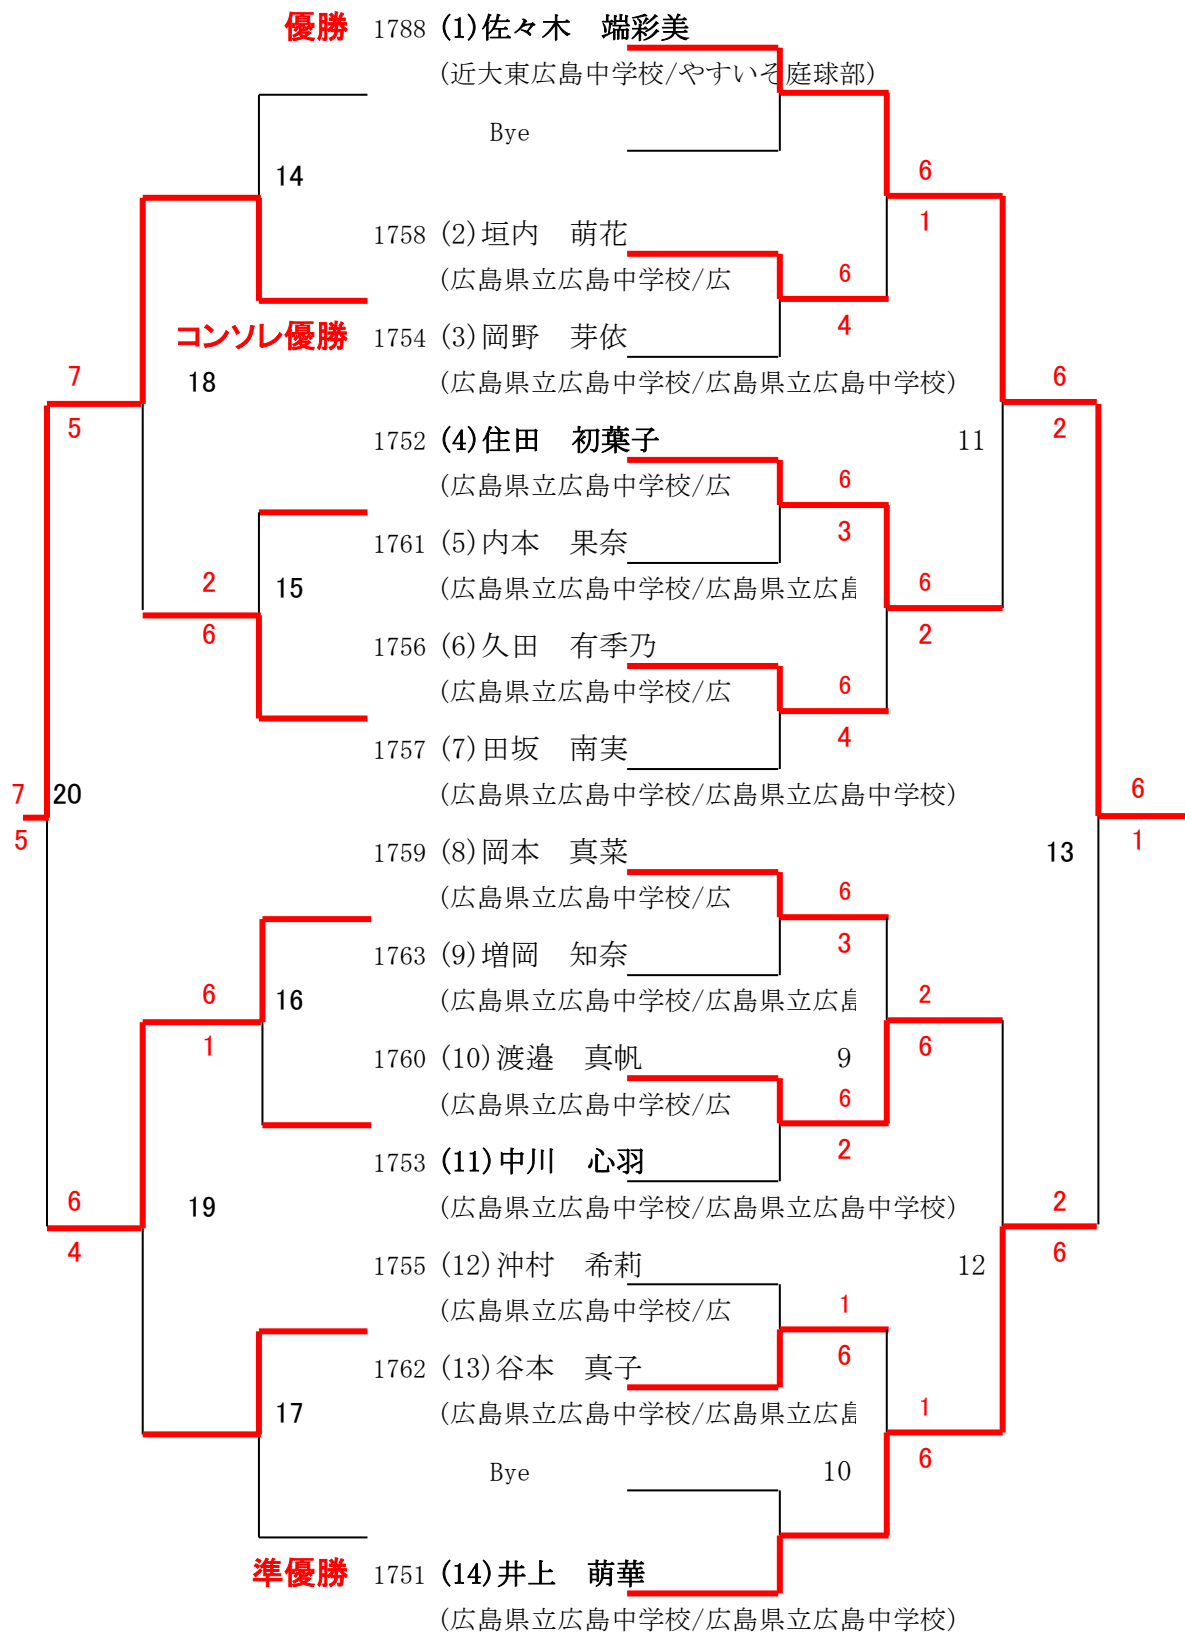 優勝 1788 (1)佐々木　端彩美
(近大東広島中学校/やすいそ庭球部)
Bye
14
6
1
1758 (2)垣内　萌花
(広島県立広島中学校/広
6
コンソレ優勝 1754 (3)岡野　芽依
4
7
18
(広島県立広島中学校/広島県立広島中学校)
6
5
2
1752 (4)住田　初葉子
11
(広島県立広島中学校/広
6
1761 (5)内本　果奈
3
2
15
(広島県立広島中学校/広島県立広島
6
6
2
1756 (6)久田　有季乃
(広島県立広島中学校/広
6
1757 (7)田坂　南実
4
7
20
(広島県立広島中学校/広島県立広島中学校)
6
5
1
1759 (8)岡本　真菜
13
(広島県立広島中学校/広
6
1763 (9)増岡　知奈
3
6
16
(広島県立広島中学校/広島県立広島
2
1
6
1760 (10)渡邉　真帆
9
(広島県立広島中学校/広
6
1753 (11)中川　心羽
2
6
19
(広島県立広島中学校/広島県立広島中学校)
2
4
6
1755 (12)沖村　希莉
12
(広島県立広島中学校/広
1
1762 (13)谷本　真子
6
17
(広島県立広島中学校/広島県立広島
1
6
Bye
10
準優勝 1751 (14)井上　萌華
(広島県立広島中学校/広島県立広島中学校)